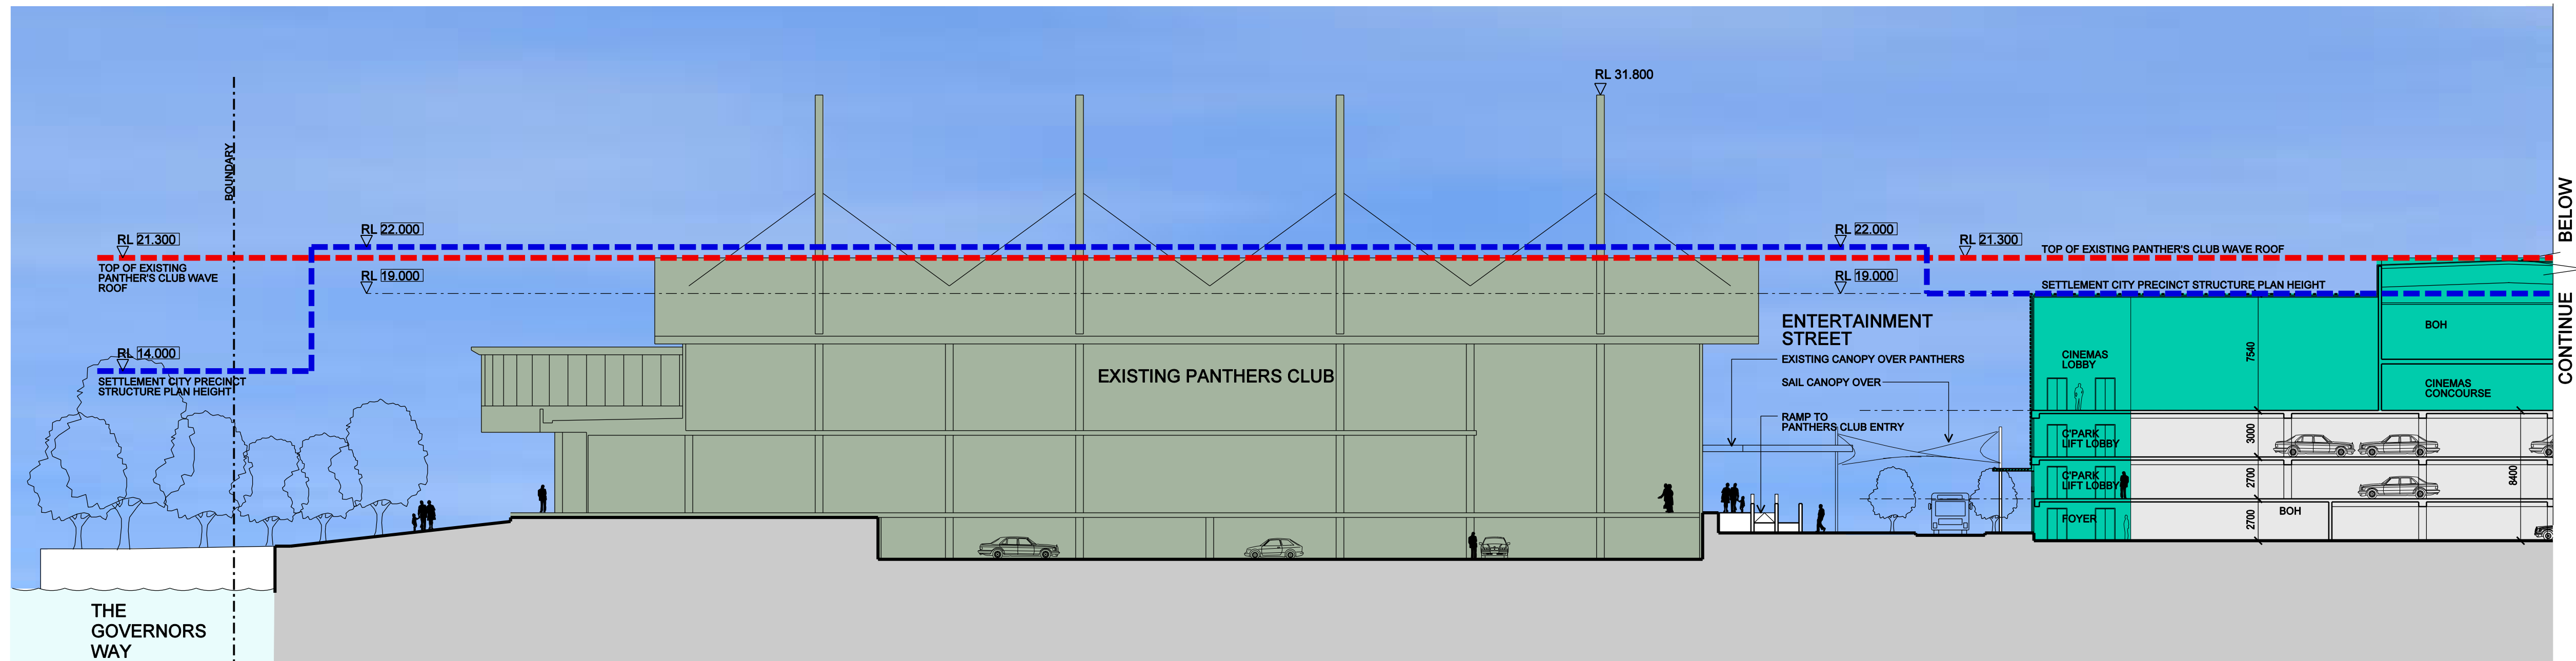 RL 31.800
BOUNDARY
RL 21.300
TOP OF EXISTING
PANTHER'S CLUB WAVE
ROOF
RL 22.000
RL 19.000
RL 14.000
SETTLEMENT CITY PRECINCT
STRUCTURE PLAN HEIGHT
EXISTING PANTHERS CLUB
RL 22.000
RL 21.300
RL 19.000
TOP OF EXISTING PANTHER'S CLUB WAVE ROOF
SETTLEMENT CITY PRECINCT STRUCTURE PLAN HEIGHT
ENTERTAINMENT
STREET
EXISTING CANOPY OVER PANTHERS
SAIL CANOPY OVER
RAMP TO
PANTHERS CLUB ENTRY
CINEMAS
LOBBY
7540
BOH
CINEMAS
CONCOURSE
C'PARK
LIFT LOBBY
3000
C'PARK
LIFT LOBBY
2700
8400
FOYER
2700
BOH
CONTINUE BELOW
THE
GOVERNORS
WAY